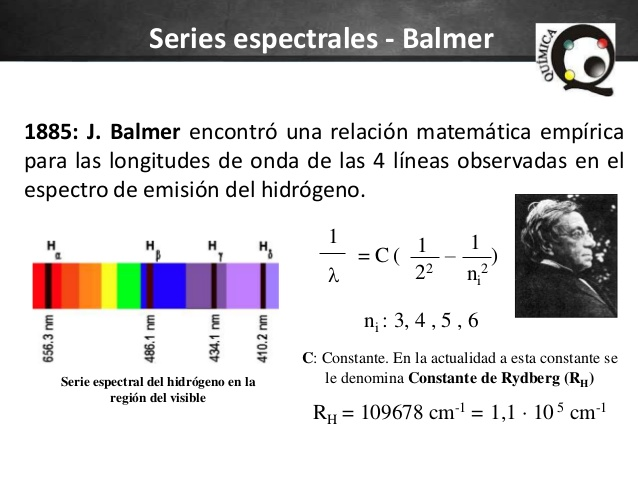 Series espectrales - Balmer
QUÍMICA
1885: J. Balmer encontró una relación matemática empírica
para las longitudes de onda de las 4 líneas observadas en el
espectro de emisión del hidrógeno.
Hα Hβ Hγ Hδ
656.3 nm 486.1 nm 434.1 nm 410.2 nm
Serie espectral del hidrógeno en la
región del visible
1/λ = C ( 1/2² – 1/nᵢ² )
nᵢ : 3, 4 , 5 , 6
C: Constante. En la actualidad a esta constante se
le denomina Constante de Rydberg (R_H)
R_H = 109678 cm⁻¹ = 1,1 · 10⁵ cm⁻¹